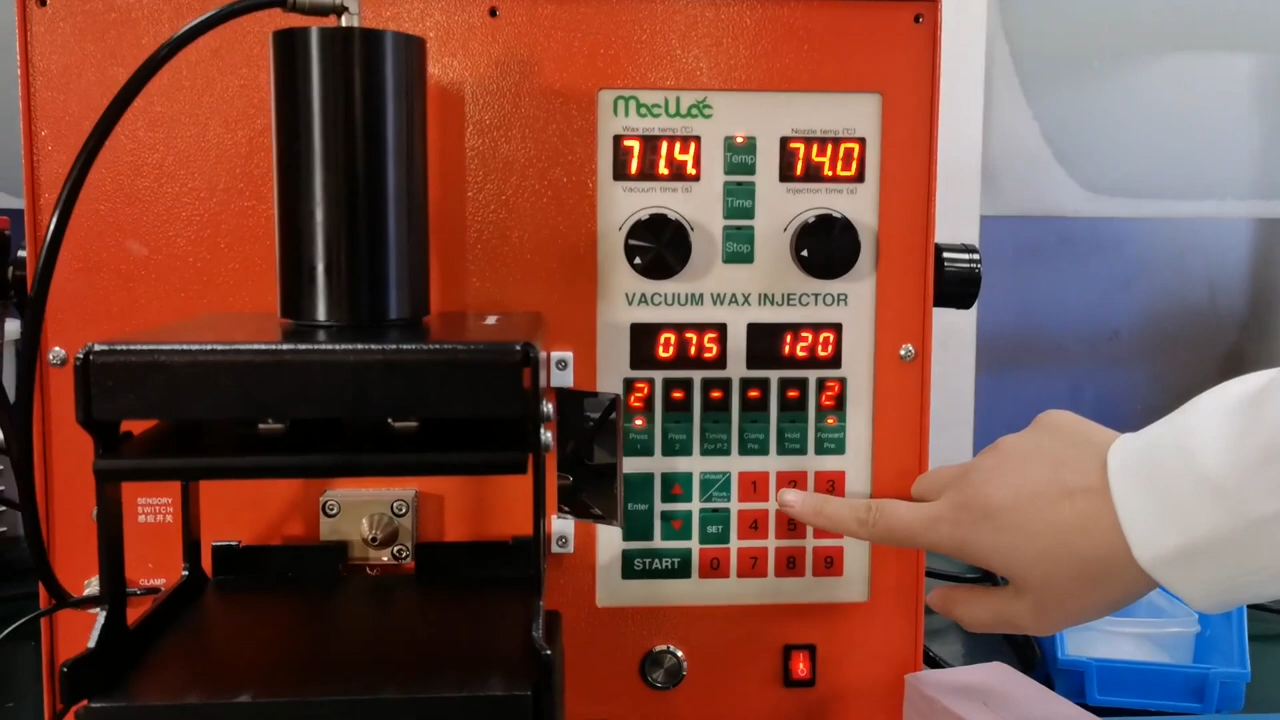 MacVac
Wax pot temp (℃)
Nozzle temp (℃)
71.4.
Temp
74.0
Vacuum time (s)
Injection time (s)
Time
Stop
VACUUM WAX INJECTOR
075
120
2 - - - - 2
Press 1
Press 2
Timing For P.2
Clamp Pre.
Hold Time
Forward Pre.
Enter
Exhaust/Work-Piece
1 2 3
SET
4 5
START
0 7 8 9
SENSORY
SWITCH
感应开关
CLAMP